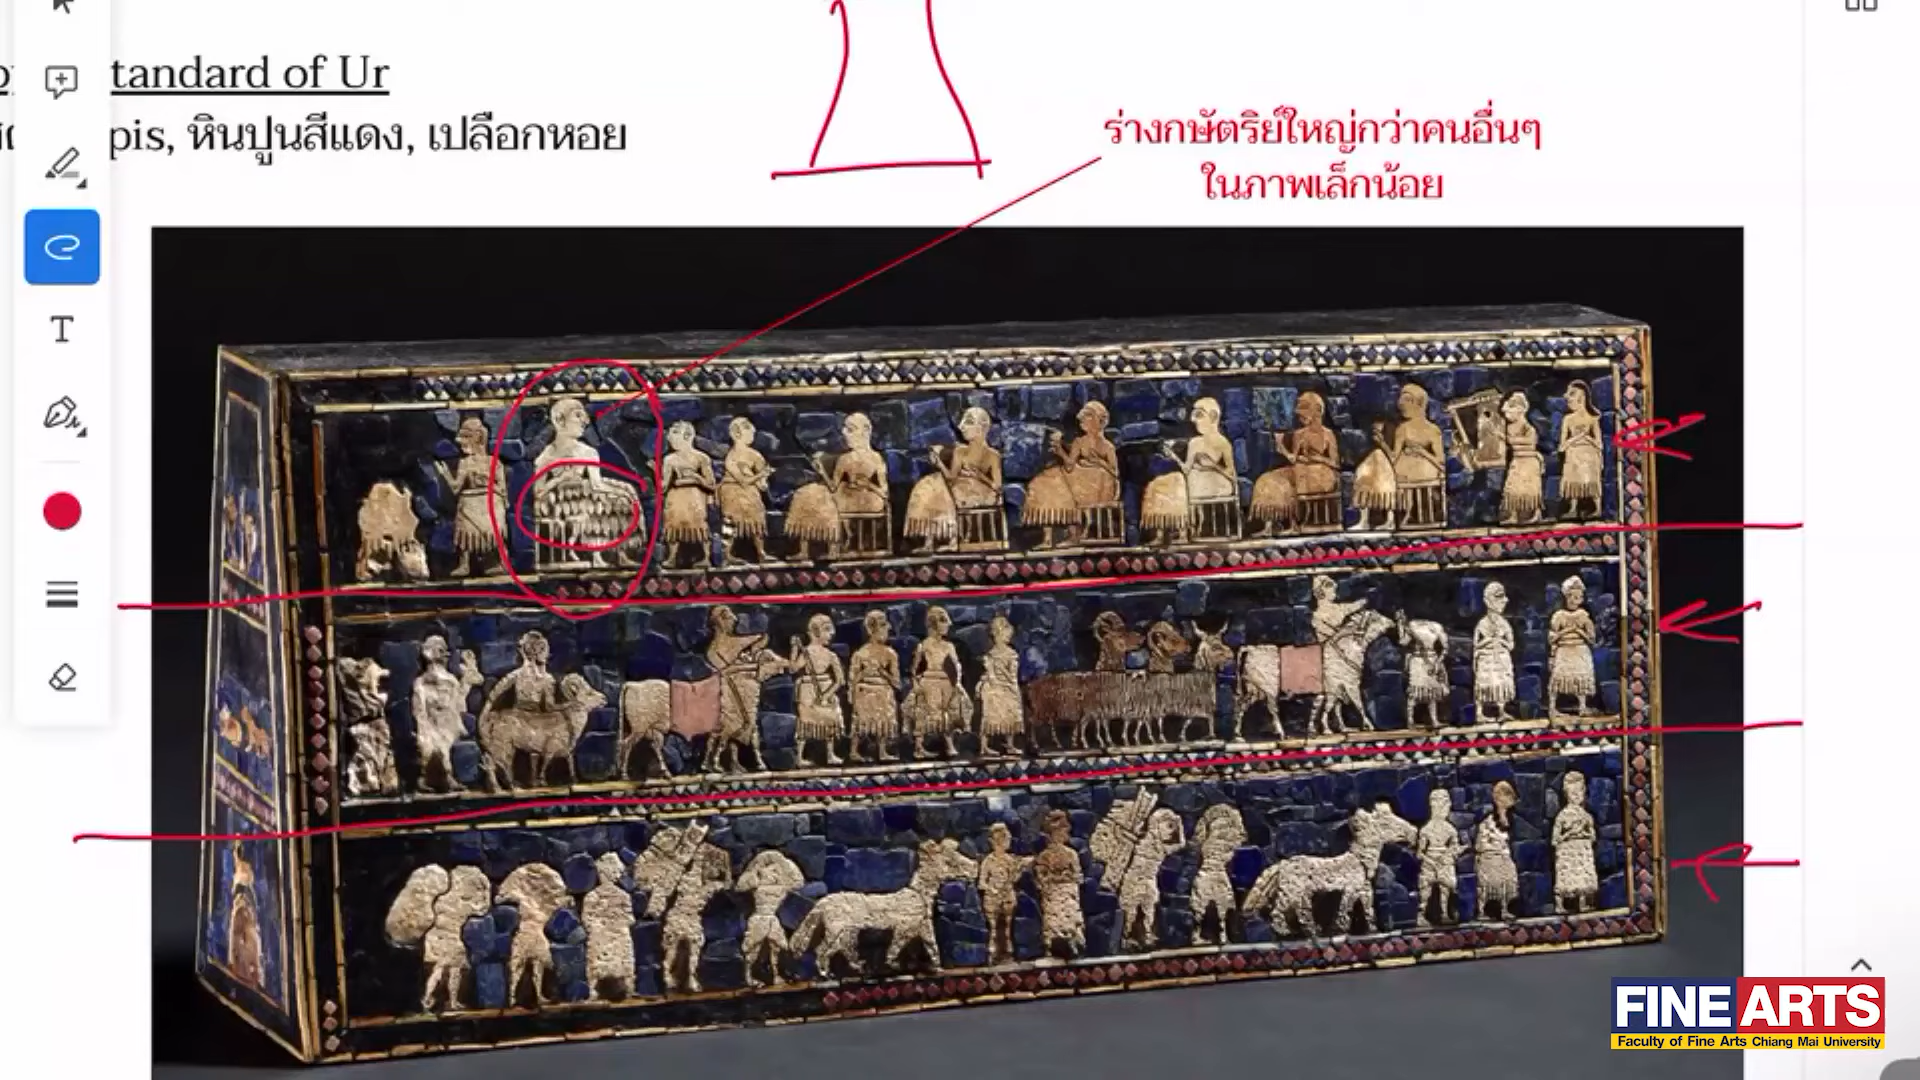 tandard of Ur
pis, หินปูนสีแดง, เปลือกหอย
ร่างกษัตริย์ใหญ่กว่าคนอื่นๆ
ในภาพเล็กน้อย
T
FINE ARTS
Faculty of Fine Arts Chiang Mai University